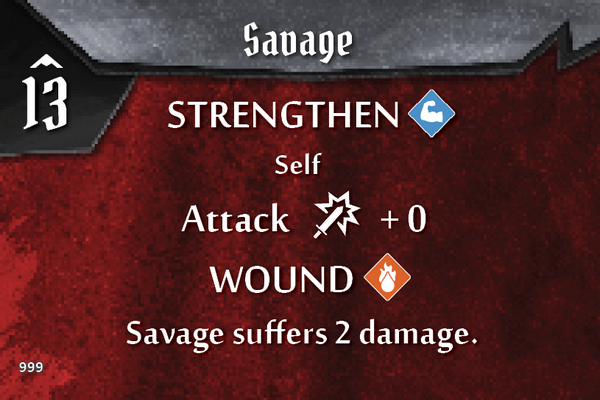 Savage
13
STRENGTHEN
Self
Attack + 0
WOUND
Savage suffers 2 damage.
999